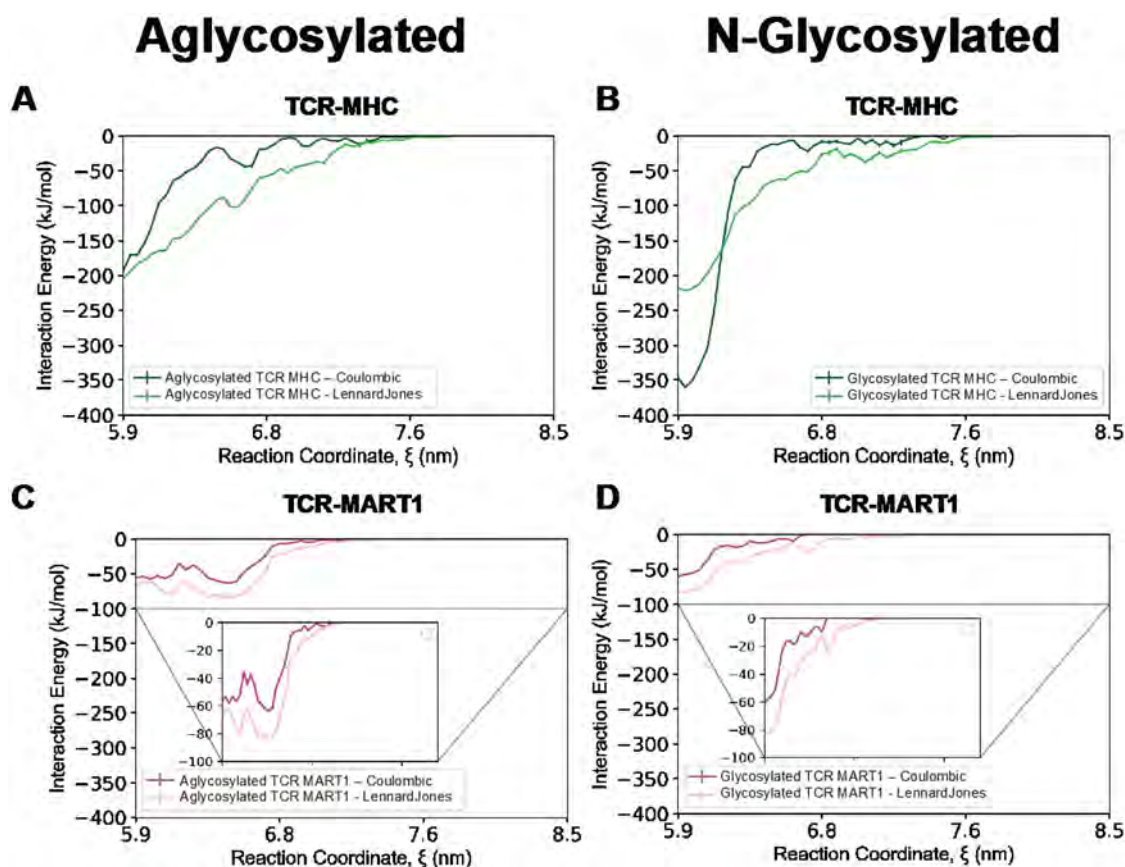 Aglycosylated
N-Glycosylated
A
TCR-MHC
0
−50
−100
−150
−200
−250
−300
−350
−400
Interaction Energy (kJ/mol)
Aglycosylated TCR MHC – Coulombic
Aglycosylated TCR MHC - LennardJones
5.9 6.8 7.6 8.5
Reaction Coordinate, ξ (nm)
B
TCR-MHC
0
−50
−100
−150
−200
−250
−300
−350
−400
Interaction Energy (kJ/mol)
Glycosylated TCR MHC – Coulombic
Glycosylated TCR MHC - LennardJones
5.9 6.8 7.6 8.5
Reaction Coordinate, ξ (nm)
C
TCR-MART1
0
−50
−100
−150
−200
−250
−300
−350
−400
Interaction Energy (kJ/mol)
0
−20
−40
−60
−80
−100
Aglycosylated TCR MART1 – Coulombic
Aglycosylated TCR MART1 - LennardJones
5.9 6.8 7.6 8.5
Reaction Coordinate, ξ (nm)
D
TCR-MART1
0
−50
−100
−150
−200
−250
−300
−350
−400
Interaction Energy (kJ/mol)
0
−20
−40
−60
−80
−100
Glycosylated TCR MART1 – Coulombic
Glycosylated TCR MART1 - LennardJones
5.9 6.8 7.6 8.5
Reaction Coordinate, ξ (nm)